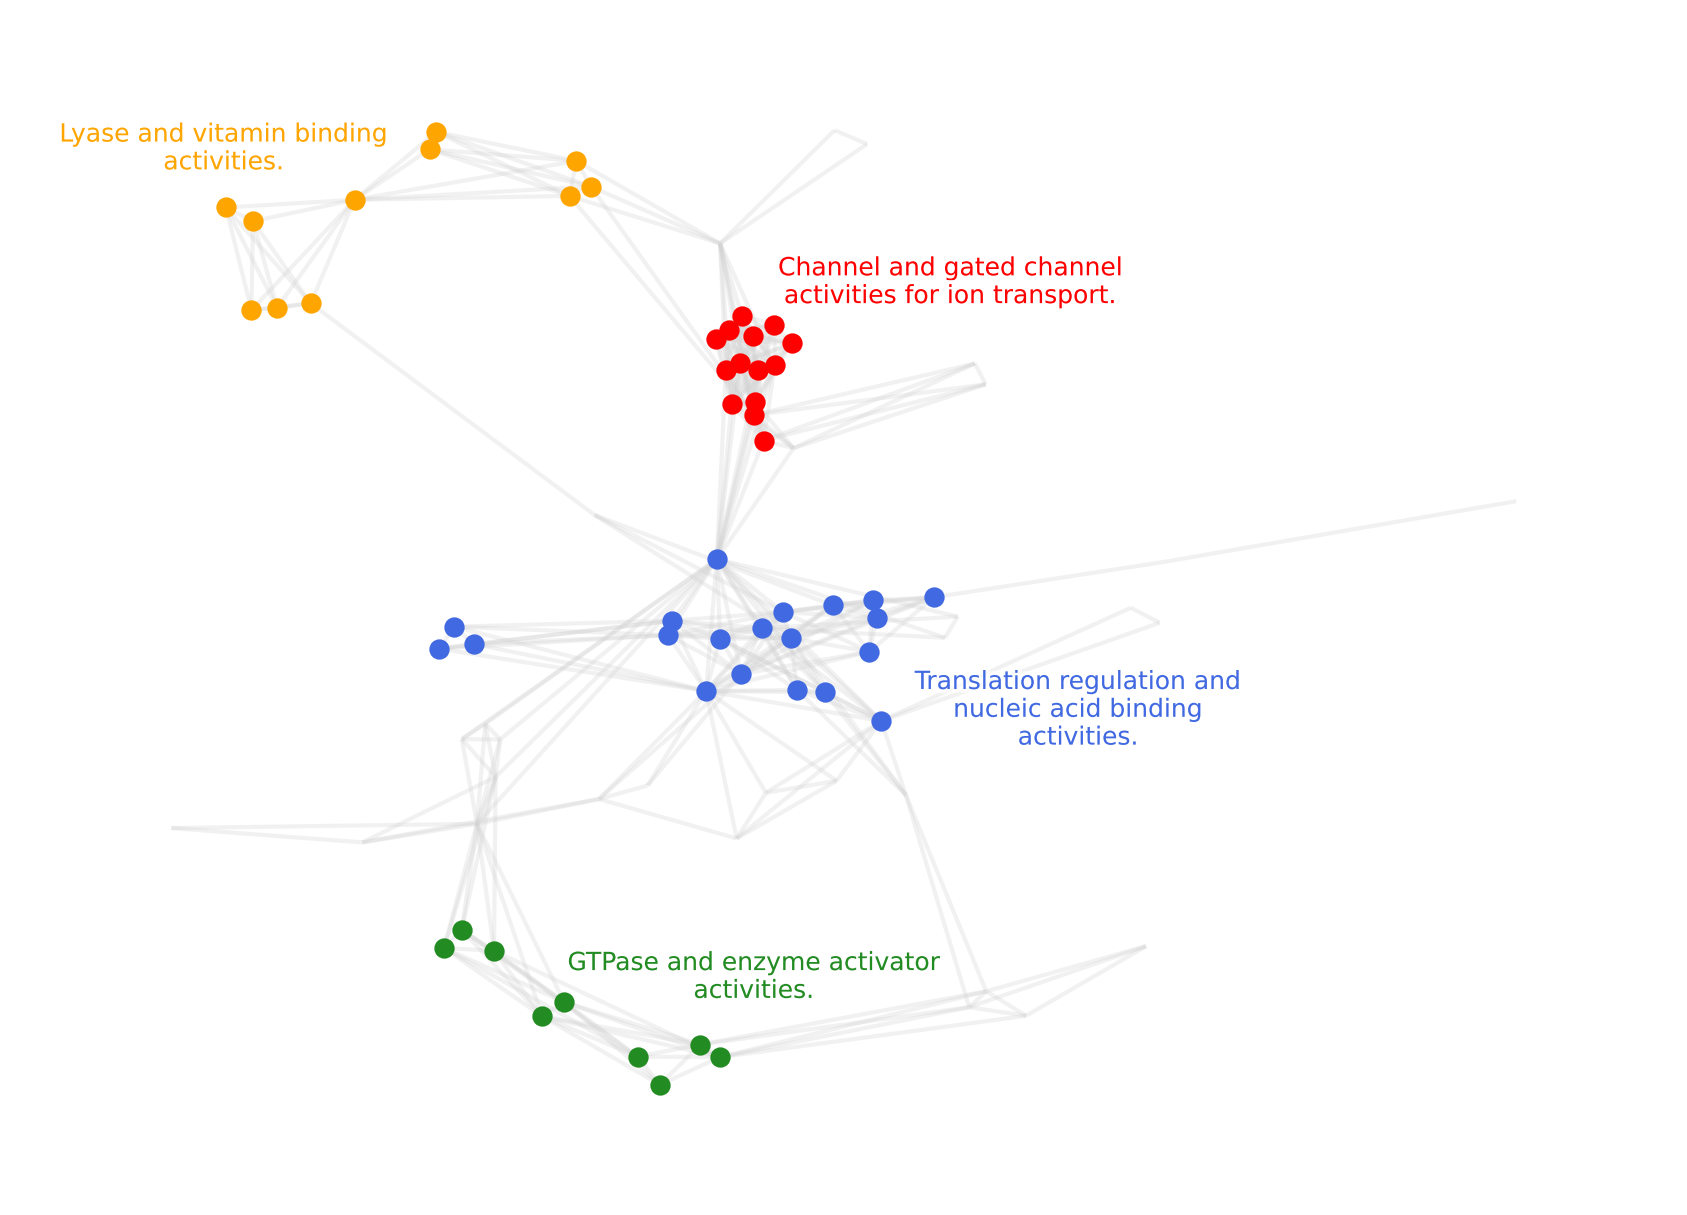 Lyase and vitamin binding
activities.
Channel and gated channel
activities for ion transport.
Translation regulation and
nucleic acid binding
activities.
GTPase and enzyme activator
activities.